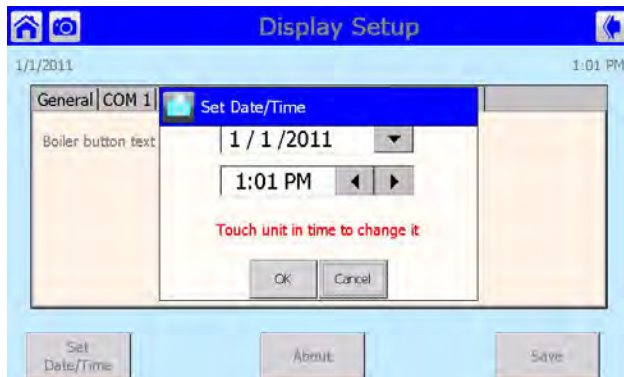 Display Setup
1/1/2011 1:01 PM
General COM 1
Set Date/Time
Boiler button text
1 / 1 /2011
1:01 PM
Touch unit in time to change it
OK Cancel
Set
Date/Time
About
Save